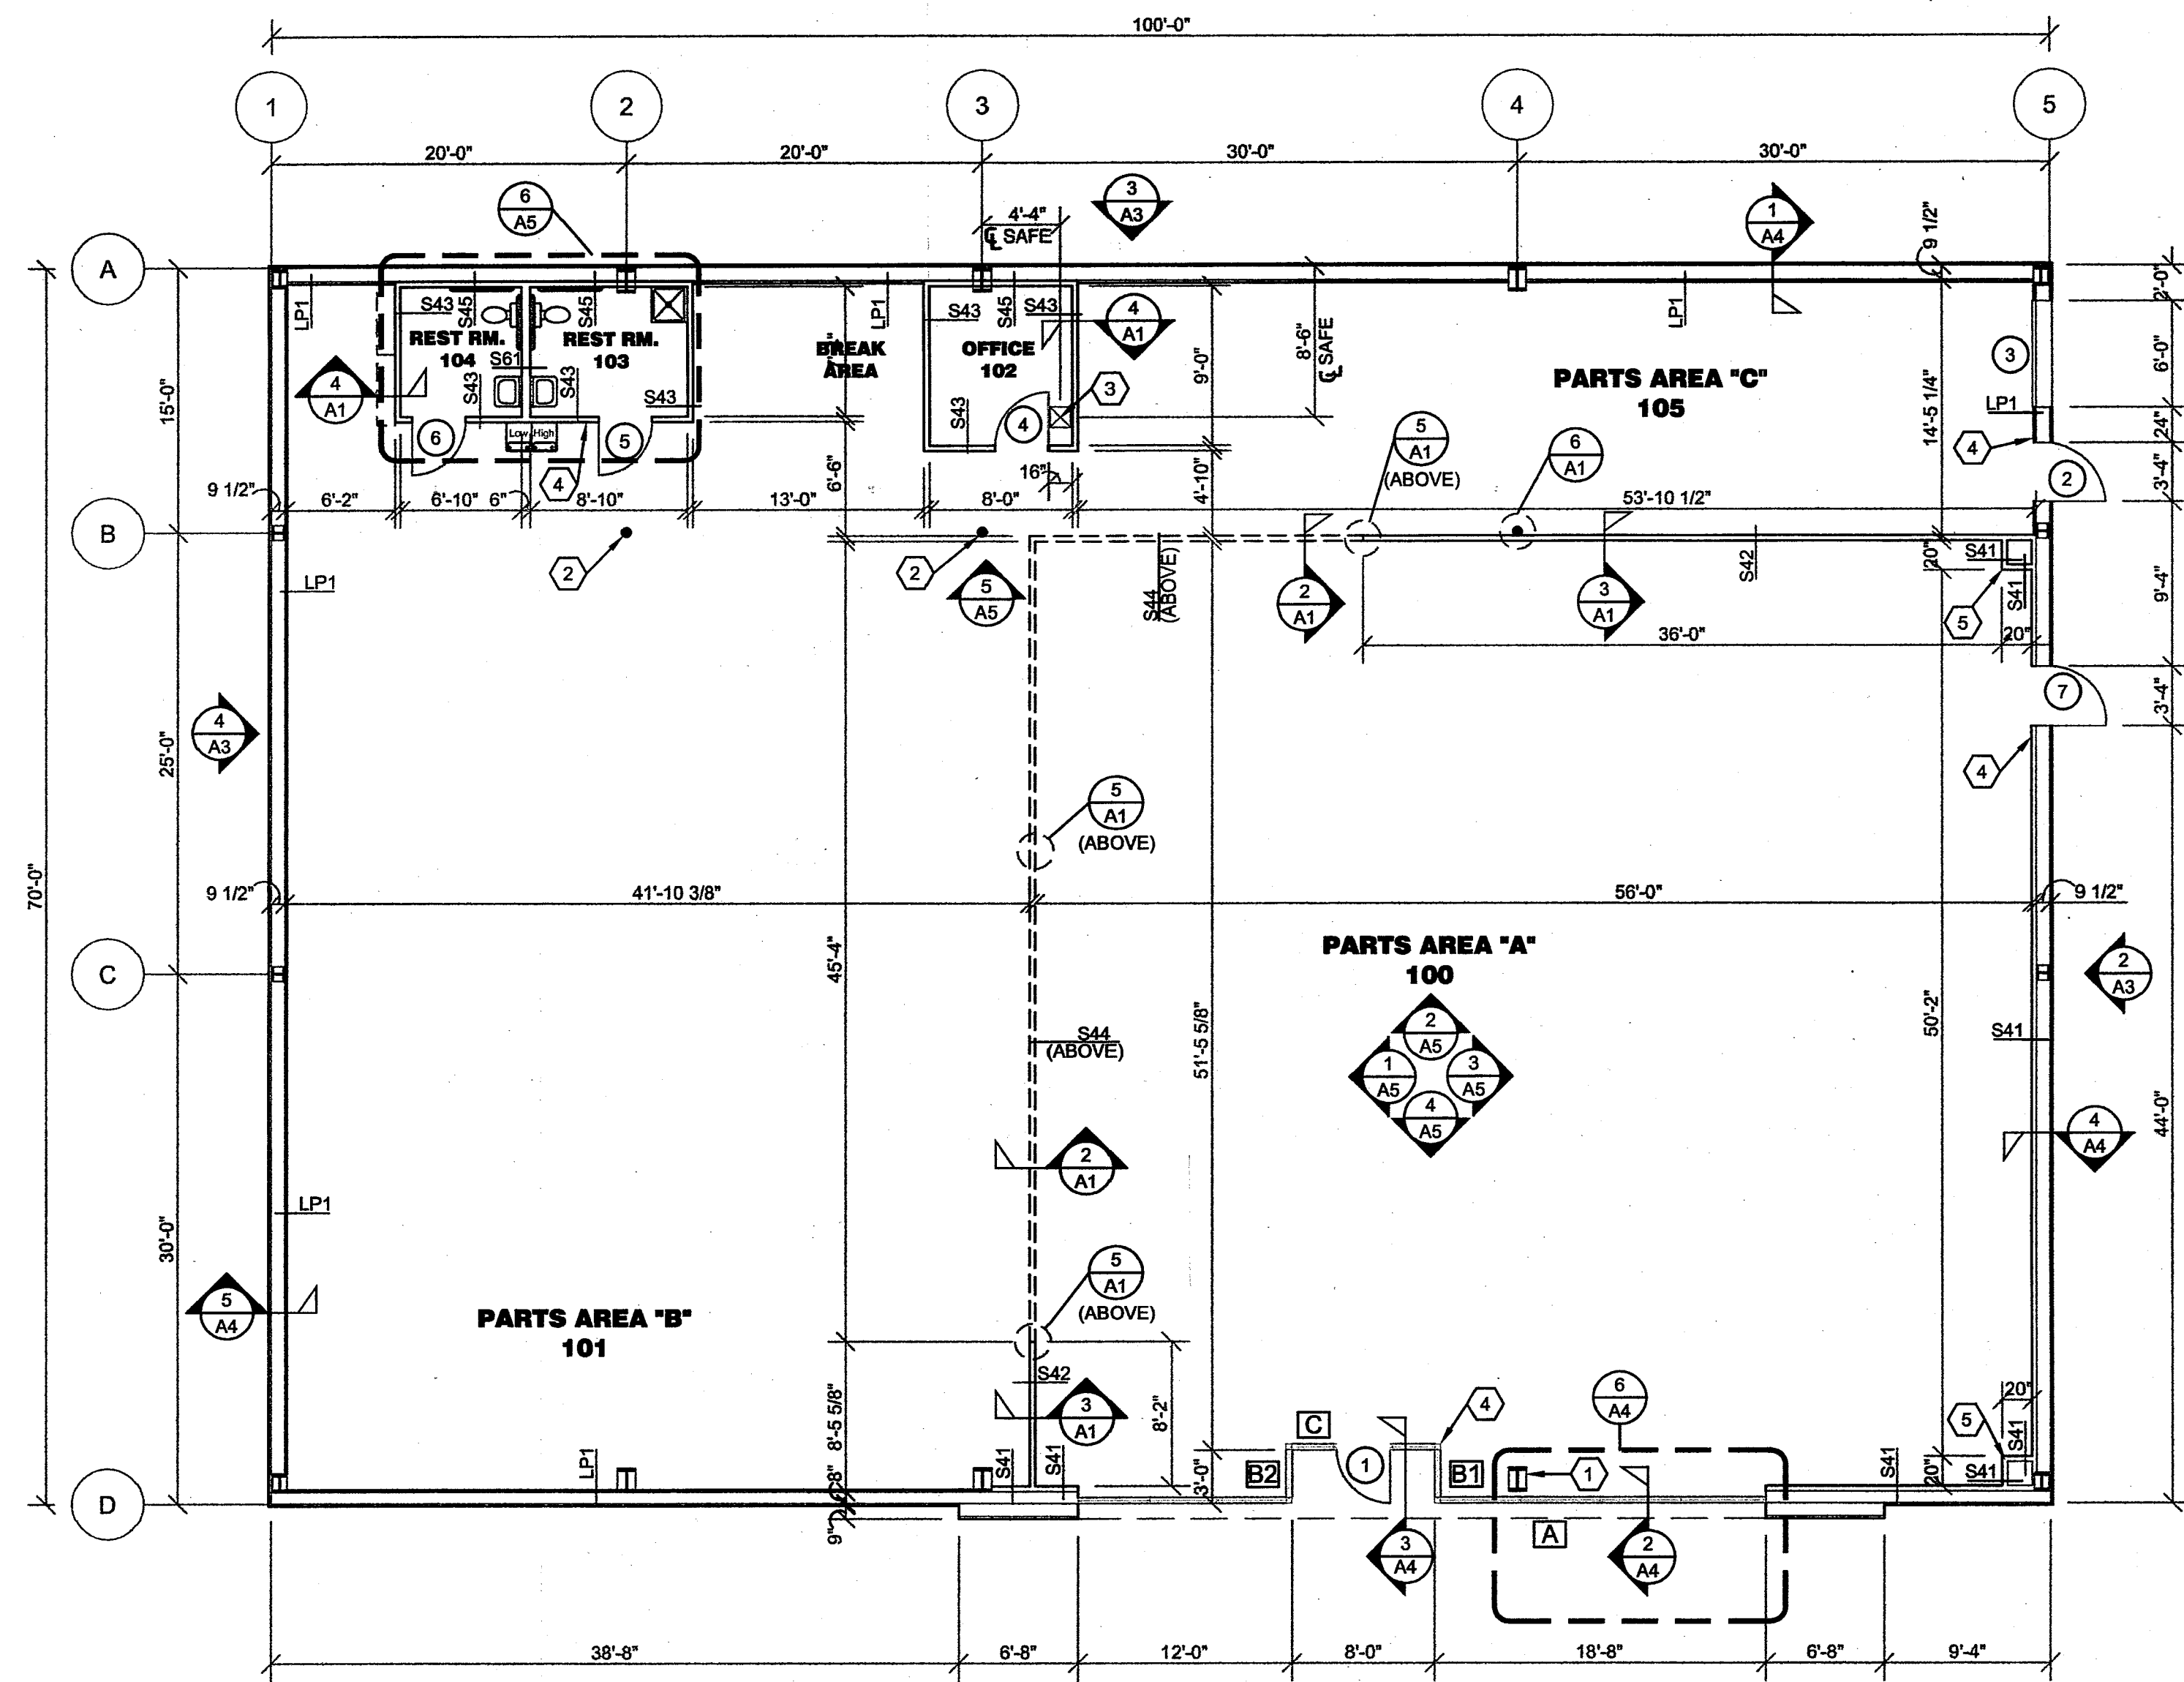 100'-0"
1
2
3
4
5
20'-0"
20'-0"
30'-0"
30'-0"
6
A5
4'-4"
℄ SAFE
3
A3
1
A4
9 1/2"
A
2'-0"
S43
S45
S45
LP1
LP1
S43
S45
S43
4
A1
LP1
REST RM.
104
REST RM.
103
S61
S43
S43
S43
BREAK
AREA
OFFICE
102
9'-0"
8'-6"
℄ SAFE
3
PARTS AREA "C"
105
14'-5 1/4"
3
6'-0"
LP1
24"
4
A1
15'-0"
6
Low
High
5
4
S43
4
3
5
A1
(ABOVE)
6
A1
4
2
3'-4"
6'-6"
16"
4'-10"
9 1/2"
6'-2"
6'-10"
6"
8'-10"
13'-0"
8'-0"
53'-10 1/2"
B
2
2
5
A5
S44
(ABOVE)
2
A1
3
A1
S42
20"
S41
S41
5
9'-4"
LP1
36'-0"
20"
7
3'-4"
4
4
A3
25'-0"
70'-0"
5
A1
(ABOVE)
9 1/2"
41'-10 3/8"
56'-0"
9 1/2"
45'-4"
PARTS AREA "A"
100
C
2
A3
S44
(ABOVE)
51'-5 5/8"
2
A5
1
A5
3
A5
4
A5
50'-2"
S41
44'-0"
4
A4
2
A1
LP1
30'-0"
5
A4
5
A1
(ABOVE)
PARTS AREA "B"
101
S42
3
A1
8'-2"
8'-5 5/8"
C
4
6
A4
20"
5
S41
LP1
S41
S41
3'-0"
B2
1
B1
1
S41
20"
S41
D
8"
9"
A
3
A4
2
A4
38'-8"
6'-8"
12'-0"
8'-0"
18'-8"
6'-8"
9'-4"